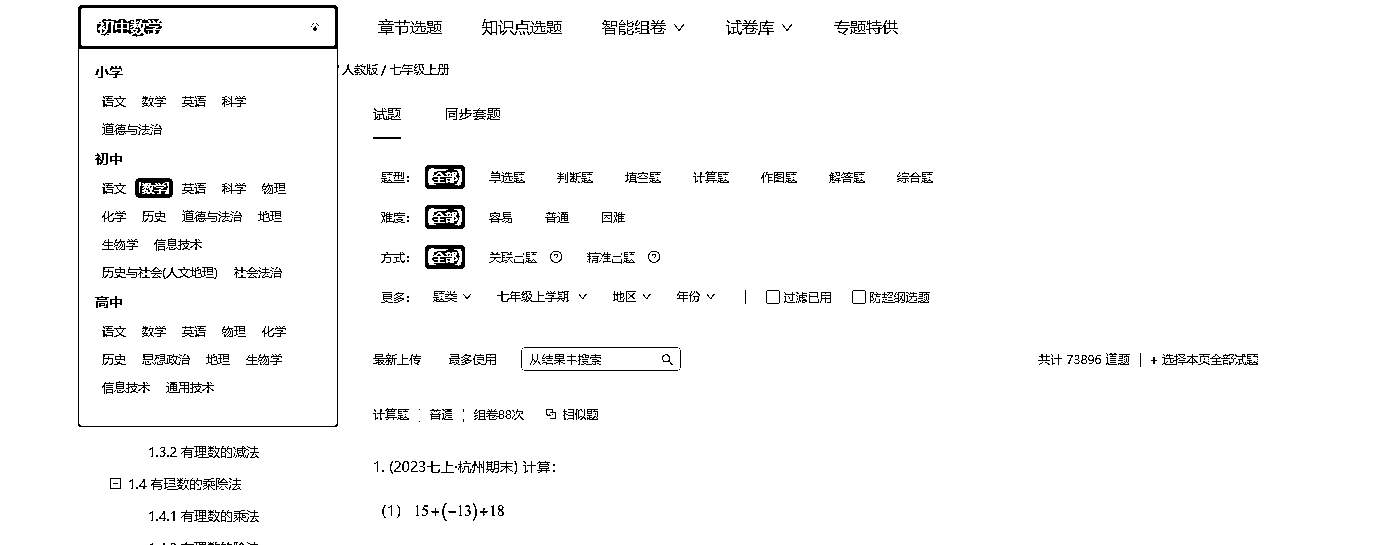 初中数学
章节选题 知识点选题 智能组卷 试卷库 专题特供
小学
语文 数学 英语 科学
道德与法治
初中
语文 数学 英语 科学 物理
化学 历史 道德与法治 地理
生物学 信息技术
历史与社会(人文地理) 社会法治
高中
语文 数学 英语 物理 化学
历史 思想政治 地理 生物学
信息技术 通用技术
1.3.2 有理数的减法
1.4 有理数的乘除法
1.4.1 有理数的乘法
/ 人教版 / 七年级上册
试题 同步套题
题型: 全部 单选题 判断题 填空题 计算题 作图题 解答题 综合题
难度: 全部 容易 普通 困难
方式: 全部 关联出题 ? 精准出题 ?
更多: 题类 七年级上学期 地区 年份 | 过滤已用 防超纲选题
最新上传 最多使用 从结果中搜索 共计 73896 道题 | + 选择本页全部试题
计算题 普通 组卷88次 相似题
1. (2023七上·杭州期末) 计算:
(1) 15+(−13)+18